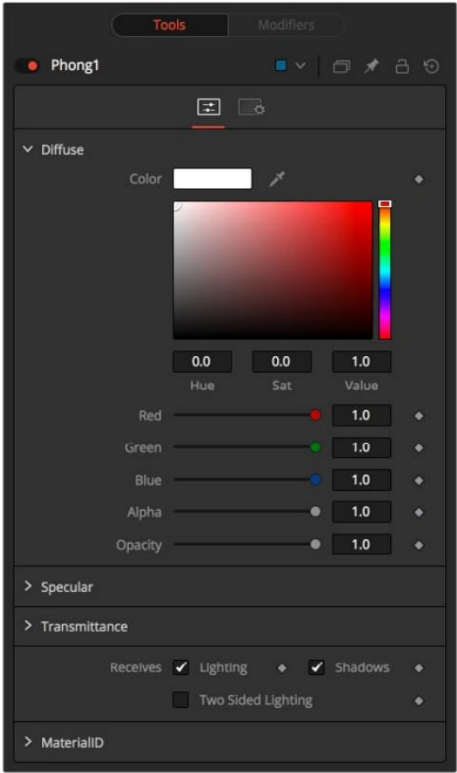 Tools Modifiers
Phong1
Diffuse
Color
0.0 0.0 1.0
Hue Sat Value
Red 1.0
Green 1.0
Blue 1.0
Alpha 1.0
Opacity 1.0
Specular
Transmittance
Receives Lighting Shadows
Two Sided Lighting
MaterialID